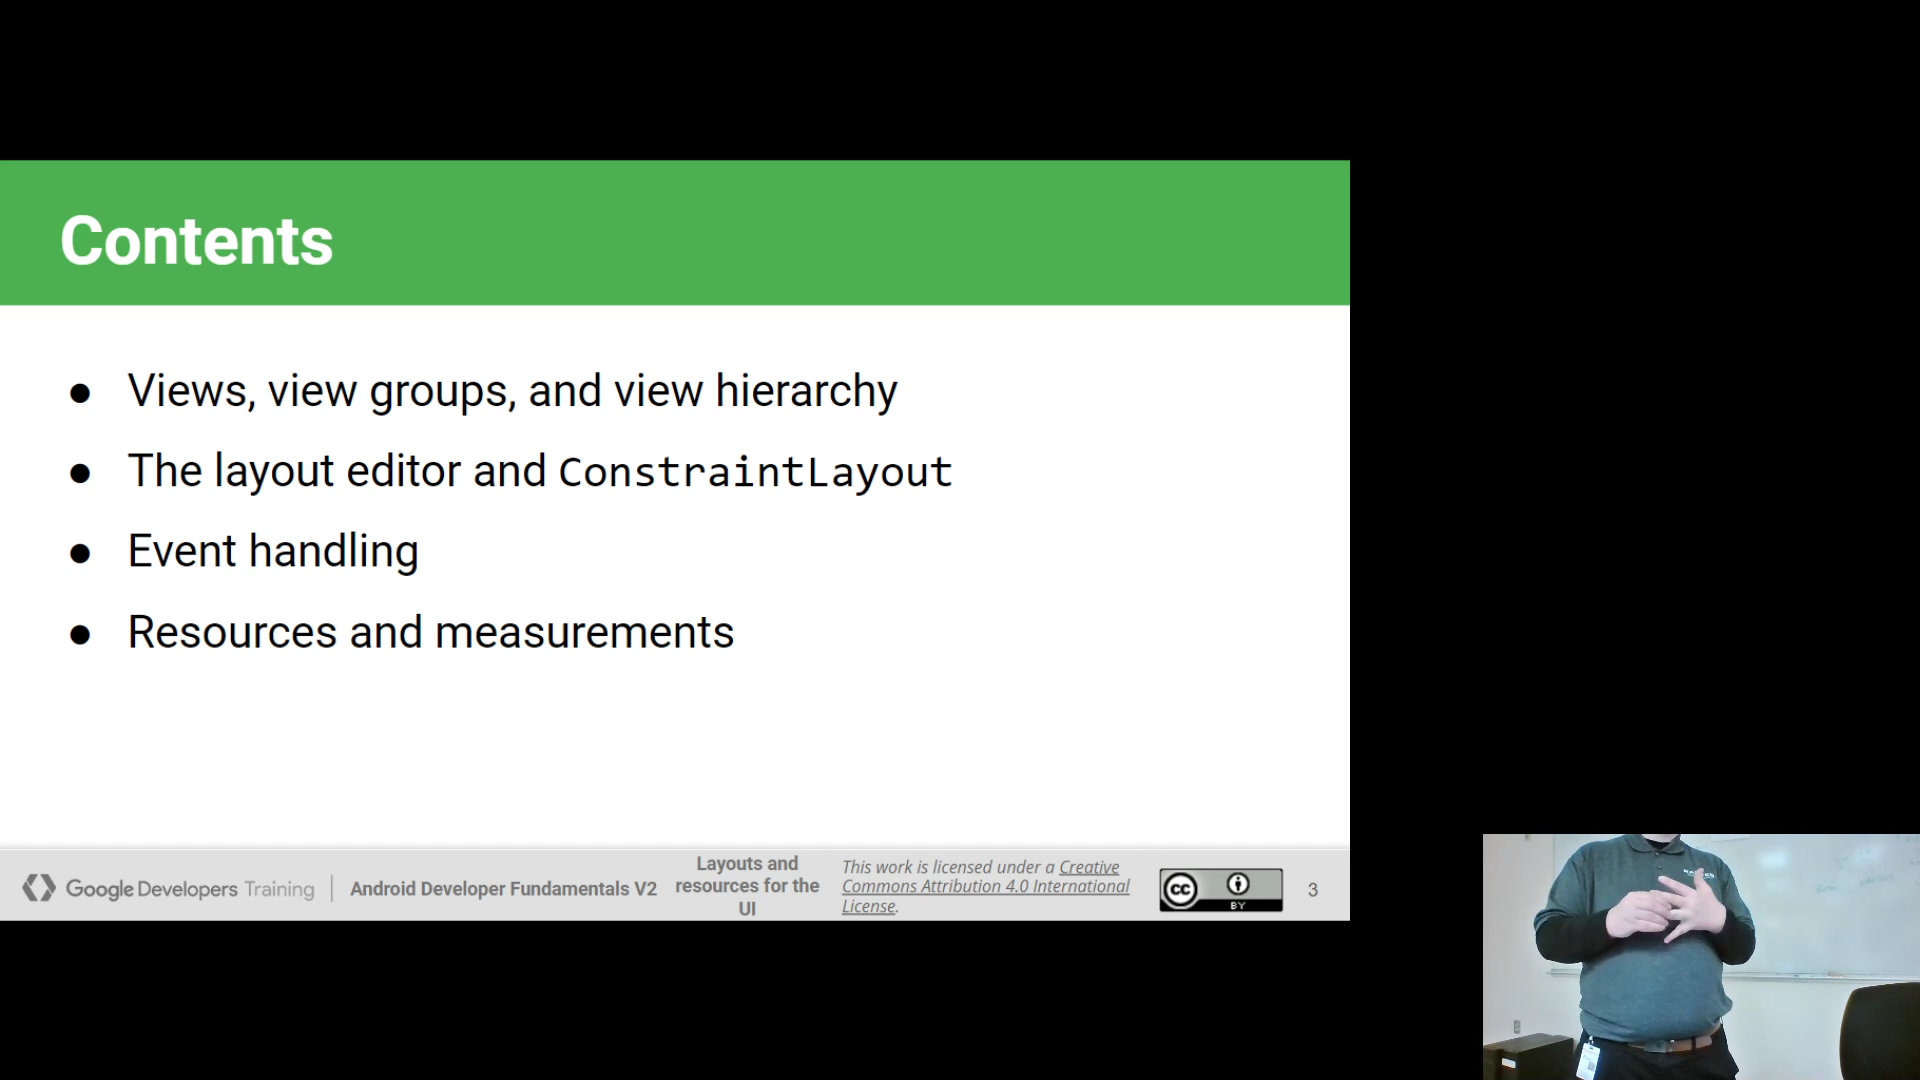 Contents
● Views, view groups, and view hierarchy
● The layout editor and ConstraintLayout
● Event handling
● Resources and measurements
Google Developers Training
Android Developer Fundamentals V2
Layouts and
resources for the
UI
This work is licensed under a Creative
Commons Attribution 4.0 International
License.
cc
BY
3